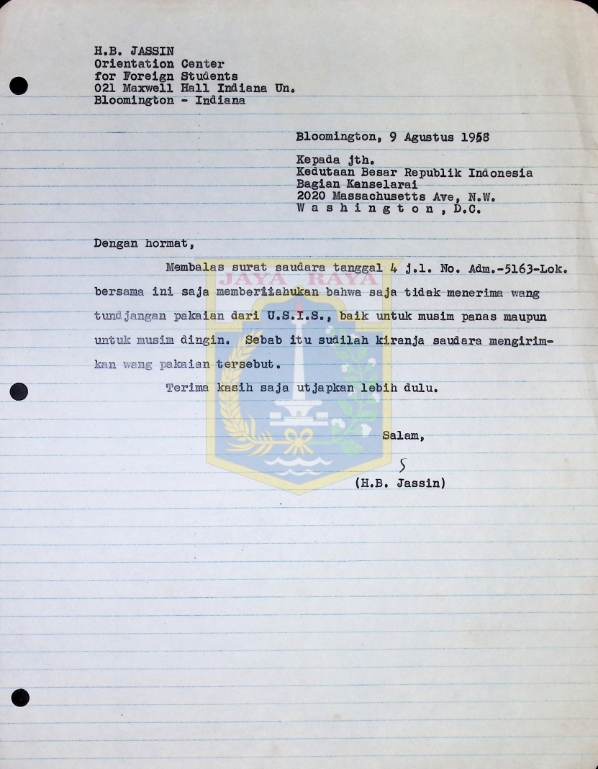 H.B. JASSIN
Orientation Center
for Foreign Students
021 Maxwell Hall Indiana Un.
Bloomington - Indiana
Bloomington, 9 Agustus 1958
Kepada jth.
Kedutaan Besar Republik Indonesia
Bagian Kanselarai
2020 Massachusetts Ave, N.W.
W a s h i n g t o n , D.C.
Dengan hormat,
JAYA RAYA
Membalas surat saudara tanggal 4 j.l. No. Adm.-5163-Lok.
bersama ini saja memberitahukan bahwa saja tidak menerima wang
tundjangan pakaian dari U.S.I.S., baik untuk musim panas maupun
untuk musim dingin. Sebab itu sudilah kiranja saudara mengirim-
kan wang pakaian tersebut.
Terima kasih saja utjapkan lebih dulu.
Salam,
(H.B. Jassin)